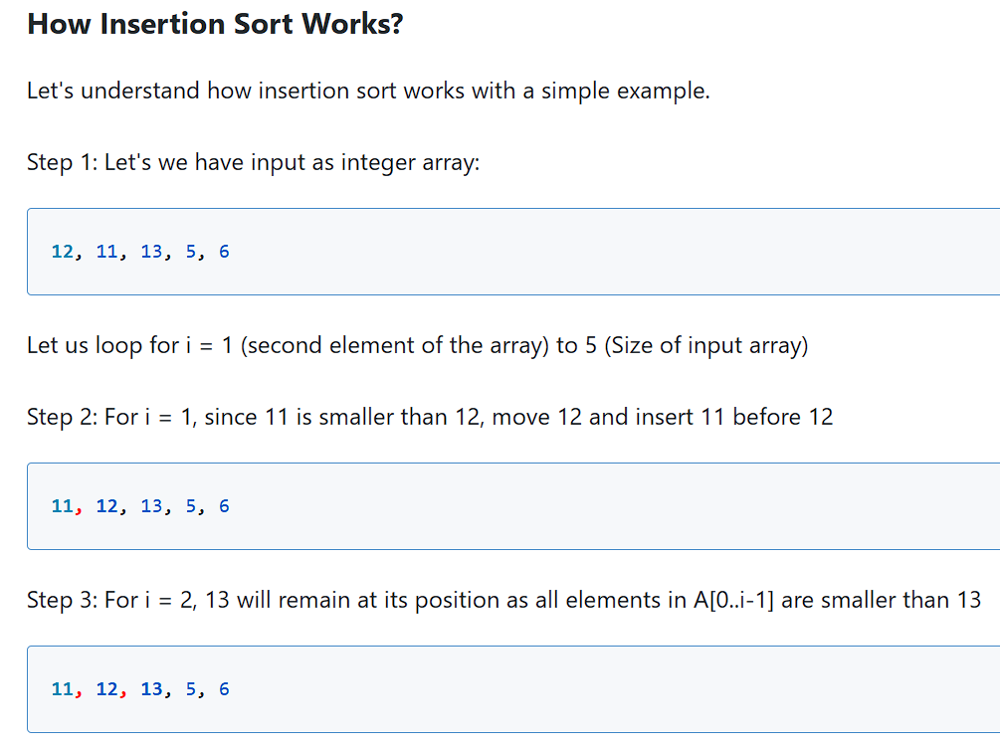 How Insertion Sort Works?
Let's understand how insertion sort works with a simple example.
Step 1: Let's we have input as integer array:
12, 11, 13, 5, 6
Let us loop for i = 1 (second element of the array) to 5 (Size of input array)
Step 2: For i = 1, since 11 is smaller than 12, move 12 and insert 11 before 12
11, 12, 13, 5, 6
Step 3: For i = 2, 13 will remain at its position as all elements in A[0..i-1] are smaller than 13
11, 12, 13, 5, 6